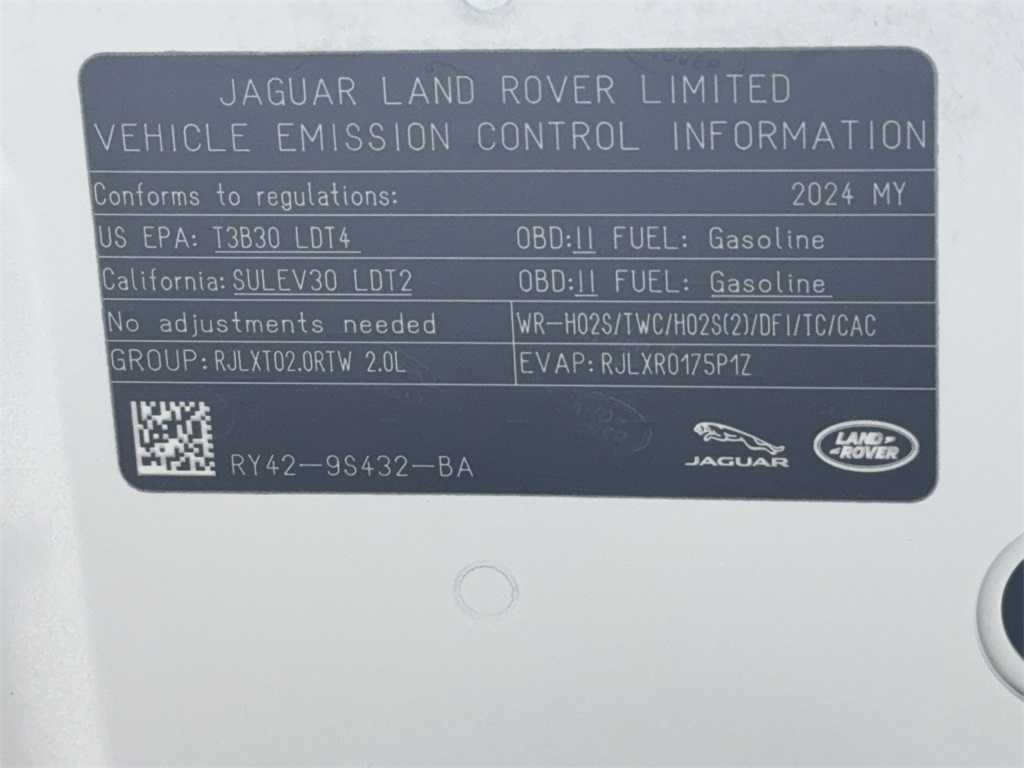 JAGUAR LAND ROVER LIMITED
VEHICLE EMISSION CONTROL INFORMATION
Conforms to regulations: 2024 MY
US EPA: T3B30 LDT4 OBD:II FUEL: Gasoline
California: SULEV30 LDT2 OBD:II FUEL: Gasoline
No adjustments needed WR-HO2S/TWC/HO2S(2)/DFI/TC/CAC
GROUP: RJLXT02.0RTW 2.0L EVAP: RJLXR0175P1Z
RY42-9S432-BA
JAGUAR
LAND-
ROVER